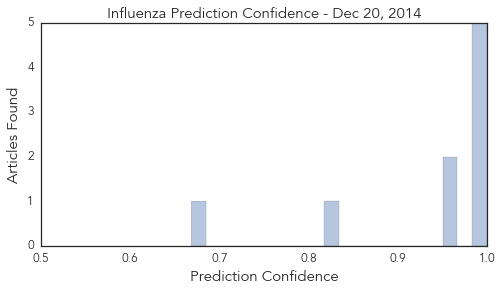 Influenza Prediction Confidence - Dec 20, 2014
Articles Found
5
4
3
2
1
0
0.5 0.6 0.7 0.8 0.9 1.0
Prediction Confidence